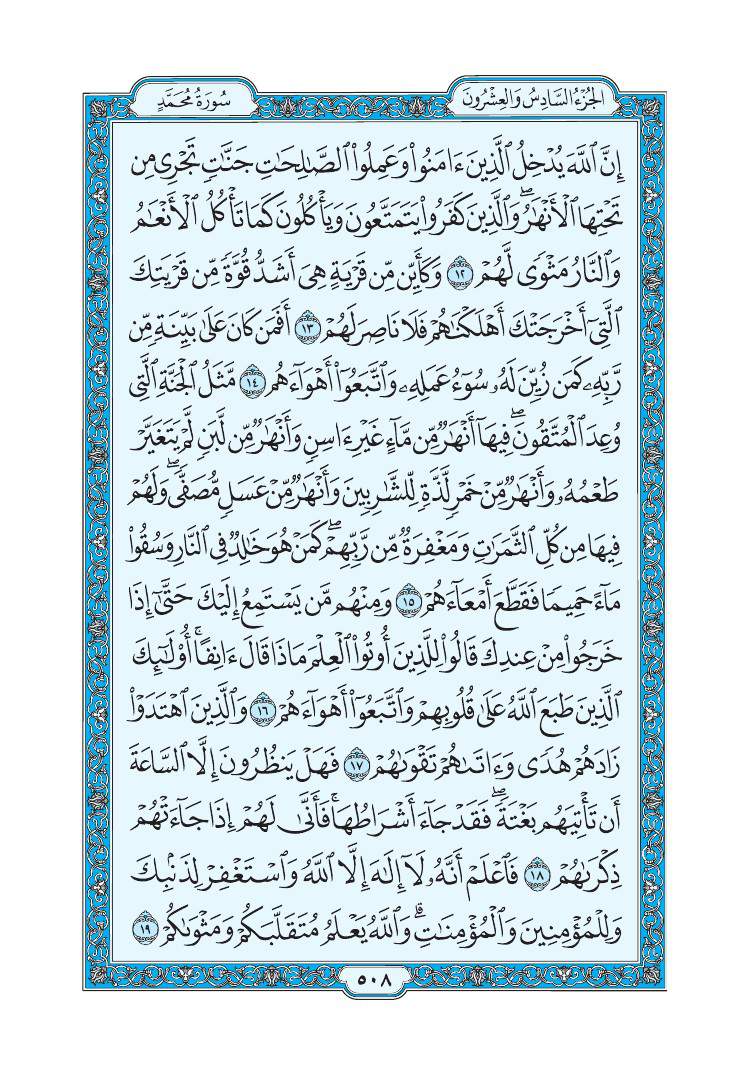 الجُزْءُ السَّادِسُ وَالعِشْرُونَ
سُورَةُ مُحَمَّدٍ
إِنَّ ٱللَّهَ يُدْخِلُ ٱلَّذِينَ ءَامَنُوا۟ وَعَمِلُوا۟ ٱلصَّـٰلِحَـٰتِ جَنَّـٰتٍ تَجْرِى مِن
تَحْتِهَا ٱلْأَنْهَـٰرُ ۖ وَٱلَّذِينَ كَفَرُوا۟ يَتَمَتَّعُونَ وَيَأْكُلُونَ كَمَا تَأْكُلُ ٱلْأَنْعَـٰمُ
وَٱلنَّارُ مَثْوًى لَّهُمْ ١٢ وَكَأَيِّن مِّن قَرْيَةٍ هِىَ أَشَدُّ قُوَّةً مِّن قَرْيَتِكَ
ٱلَّتِىٓ أَخْرَجَتْكَ أَهْلَكْنَـٰهُمْ فَلَا نَاصِرَ لَهُمْ ١٣ أَفَمَن كَانَ عَلَىٰ بَيِّنَةٍ مِّن
رَّبِّهِۦ كَمَن زُيِّنَ لَهُۥ سُوٓءُ عَمَلِهِۦ وَٱتَّبَعُوٓا۟ أَهْوَآءَهُم ١٤ مَّثَلُ ٱلْجَنَّةِ ٱلَّتِى
وُعِدَ ٱلْمُتَّقُونَ ۖ فِيهَآ أَنْهَـٰرٌ مِّن مَّآءٍ غَيْرِ ءَاسِنٍ وَأَنْهَـٰرٌ مِّن لَّبَنٍ لَّمْ يَتَغَيَّرْ
طَعْمُهُۥ وَأَنْهَـٰرٌ مِّنْ خَمْرٍ لَّذَّةٍ لِّلشَّـٰرِبِينَ وَأَنْهَـٰرٌ مِّنْ عَسَلٍ مُّصَفًّى ۖ وَلَهُمْ
فِيهَا مِن كُلِّ ٱلثَّمَرَٰتِ وَمَغْفِرَةٌ مِّن رَّبِّهِمْ ۖ كَمَنْ هُوَ خَـٰلِدٌ فِى ٱلنَّارِ وَسُقُوا۟
مَآءً حَمِيمًا فَقَطَّعَ أَمْعَآءَهُمْ ١٥ وَمِنْهُم مَّن يَسْتَمِعُ إِلَيْكَ حَتَّىٰٓ إِذَا
خَرَجُوا۟ مِنْ عِندِكَ قَالُوا۟ لِلَّذِينَ أُوتُوا۟ ٱلْعِلْمَ مَاذَا قَالَ ءَانِفًا ۚ أُو۟لَـٰٓئِكَ
ٱلَّذِينَ طَبَعَ ٱللَّهُ عَلَىٰ قُلُوبِهِمْ وَٱتَّبَعُوٓا۟ أَهْوَآءَهُمْ ١٦ وَٱلَّذِينَ ٱهْتَدَوْا۟
زَادَهُمْ هُدًى وَءَاتَىٰهُمْ تَقْوَىٰهُمْ ١٧ فَهَلْ يَنظُرُونَ إِلَّا ٱلسَّاعَةَ
أَن تَأْتِيَهُم بَغْتَةً ۖ فَقَدْ جَآءَ أَشْرَاطُهَا ۚ فَأَنَّىٰ لَهُمْ إِذَا جَآءَتْهُمْ
ذِكْرَىٰهُمْ ١٨ فَٱعْلَمْ أَنَّهُۥ لَآ إِلَـٰهَ إِلَّا ٱللَّهُ وَٱسْتَغْفِرْ لِذَنۢبِكَ
وَلِلْمُؤْمِنِينَ وَٱلْمُؤْمِنَـٰتِ ۗ وَٱللَّهُ يَعْلَمُ مُتَقَلَّبَكُمْ وَمَثْوَىٰكُمْ ١٩
٥٠٨